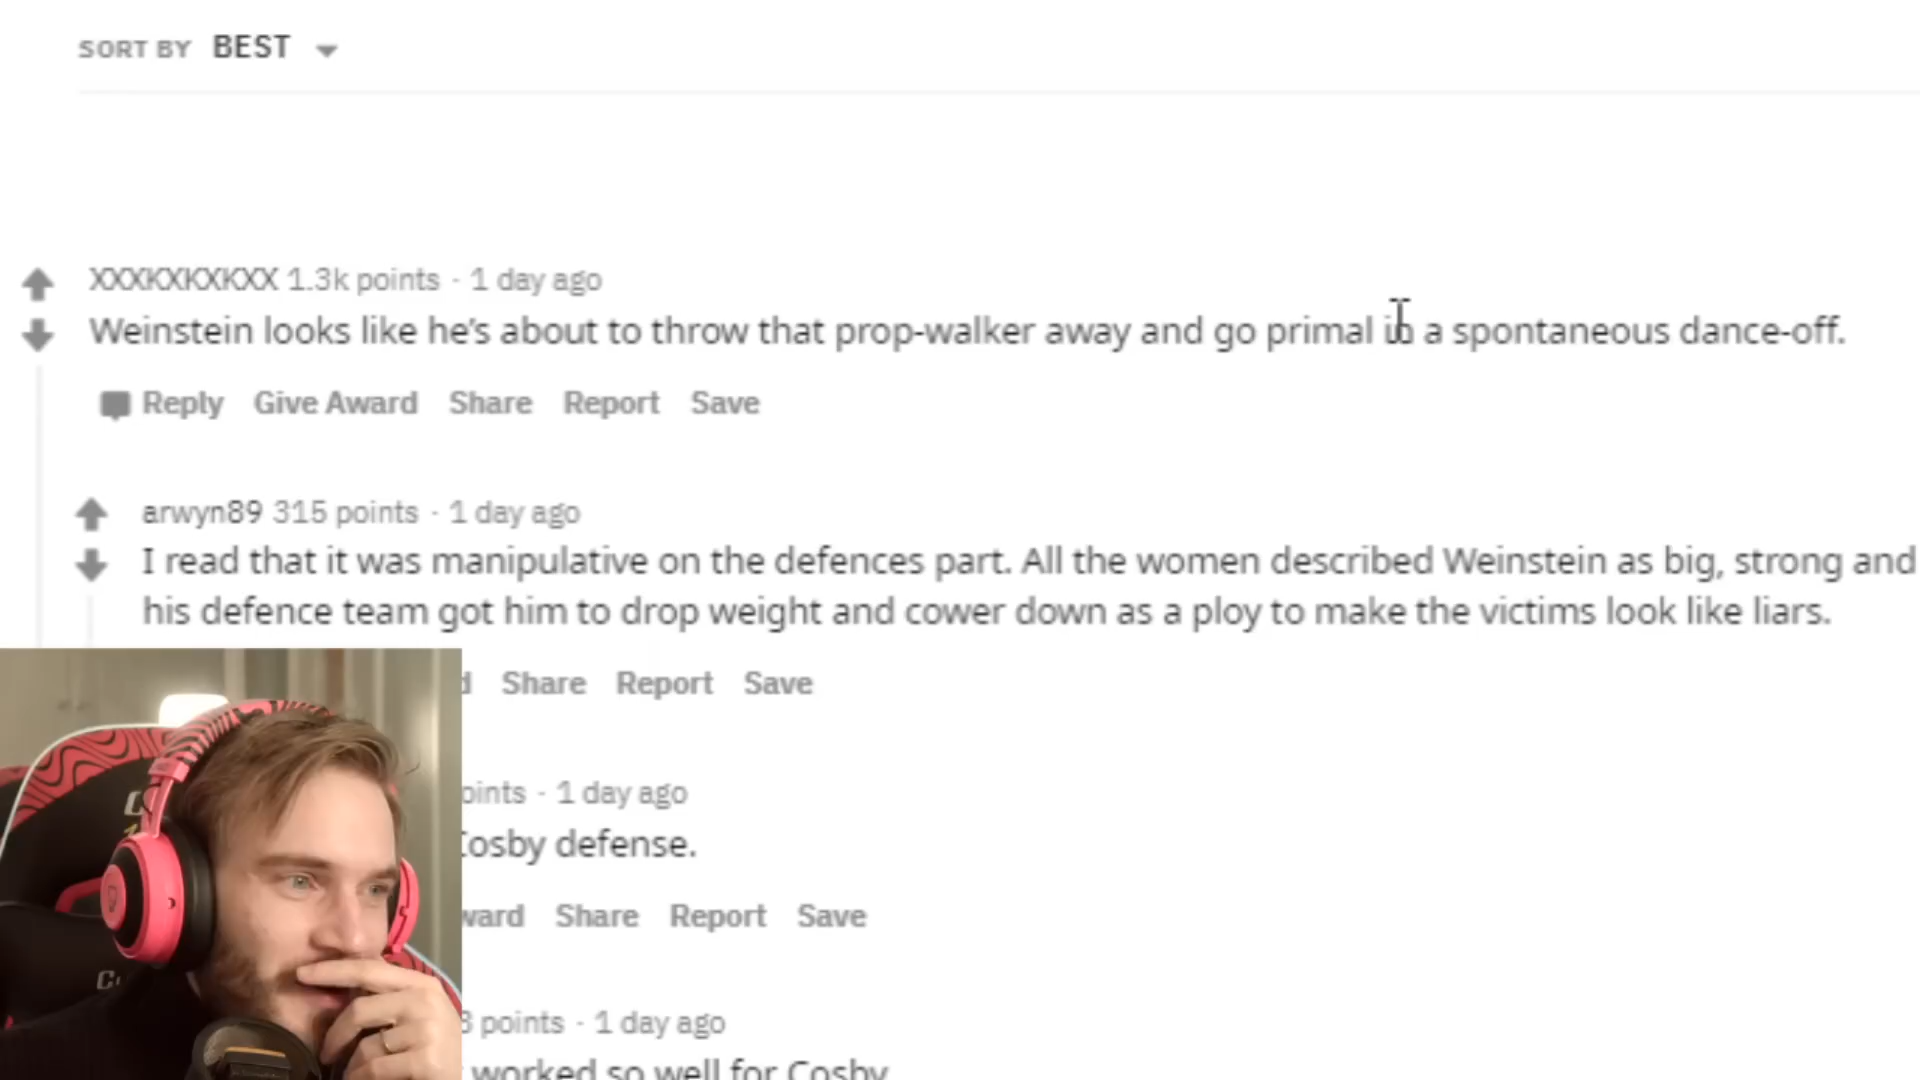 SORT BY BEST
XXXKXKXKXX 1.3k points · 1 day ago
Weinstein looks like he's about to throw that prop-walker away and go primal in a spontaneous dance-off.
Reply Give Award Share Report Save
arwyn89 315 points · 1 day ago
I read that it was manipulative on the defences part. All the women described Weinstein as big, strong and
his defence team got him to drop weight and cower down as a ploy to make the victims look like liars.
Share Report Save
· 1 day ago
Cosby defense.
Share Report Save
points · 1 day ago
worked so well for Cosby